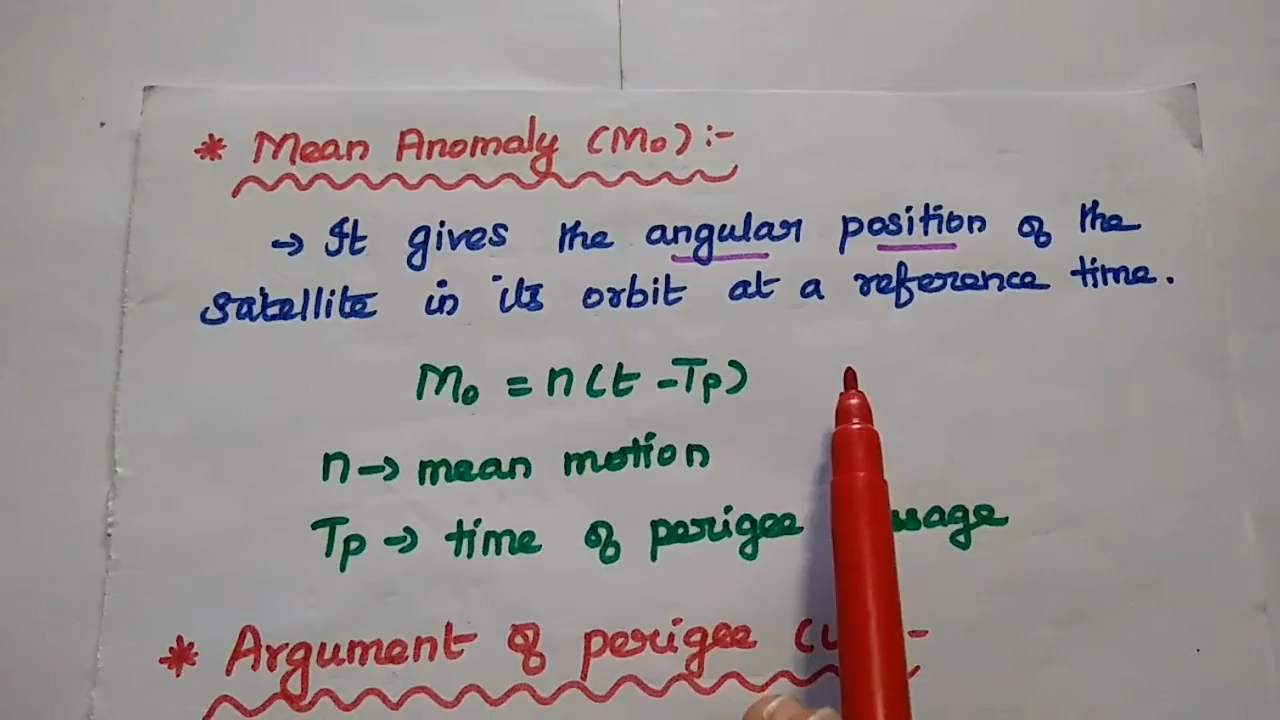 * Mean Anomaly (M₀) :-
→ It gives the angular position of the
satellite in its orbit at a reference time.
M₀ = n(t - Tp)
n → mean motion
Tp → time of perigee
* Argument of perigee